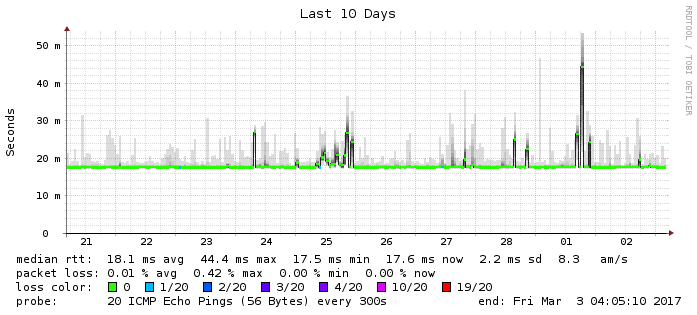 Last 10 Days
RRDTOOL / TOBI OETIKER
Seconds
50 m
40 m
30 m
20 m
10 m
0
21 22 23 24 25 26 27 28 01 02
median rtt: 18.1 ms avg 44.4 ms max 17.5 ms min 17.6 ms now 2.2 ms sd 8.3 am/s
packet loss: 0.01 % avg 0.42 % max 0.00 % min 0.00 % now
loss color: 0 1/20 2/20 3/20 4/20 10/20 19/20
probe: 20 ICMP Echo Pings (56 Bytes) every 300s end: Fri Mar 3 04:05:10 2017